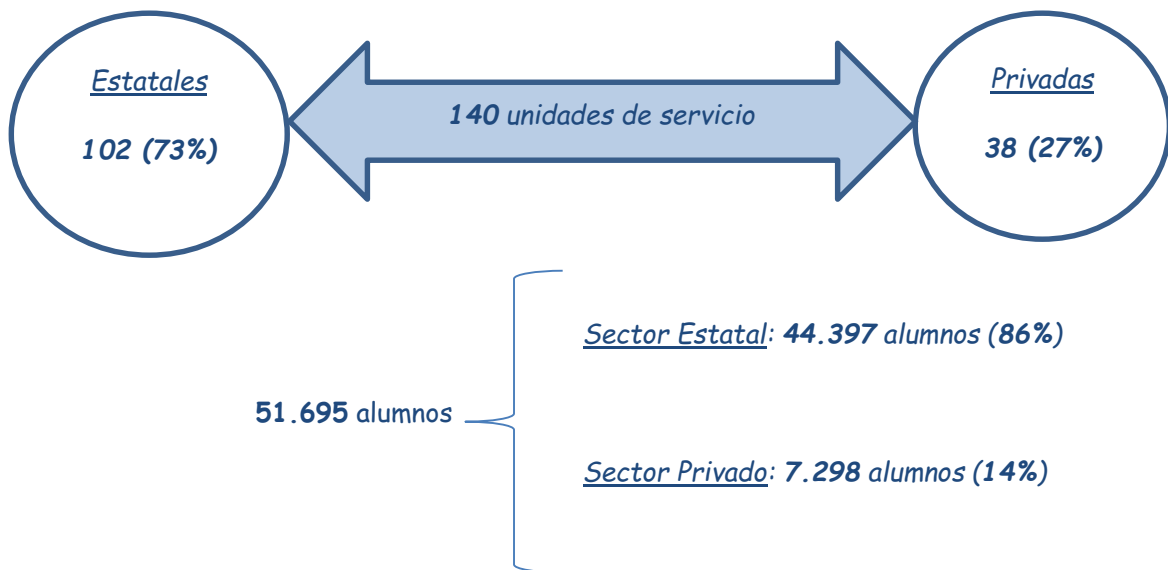 Estatales
102 (73%)
140 unidades de servicio
Privadas
38 (27%)
Sector Estatal: 44.397 alumnos (86%)
51.695 alumnos
Sector Privado: 7.298 alumnos (14%)